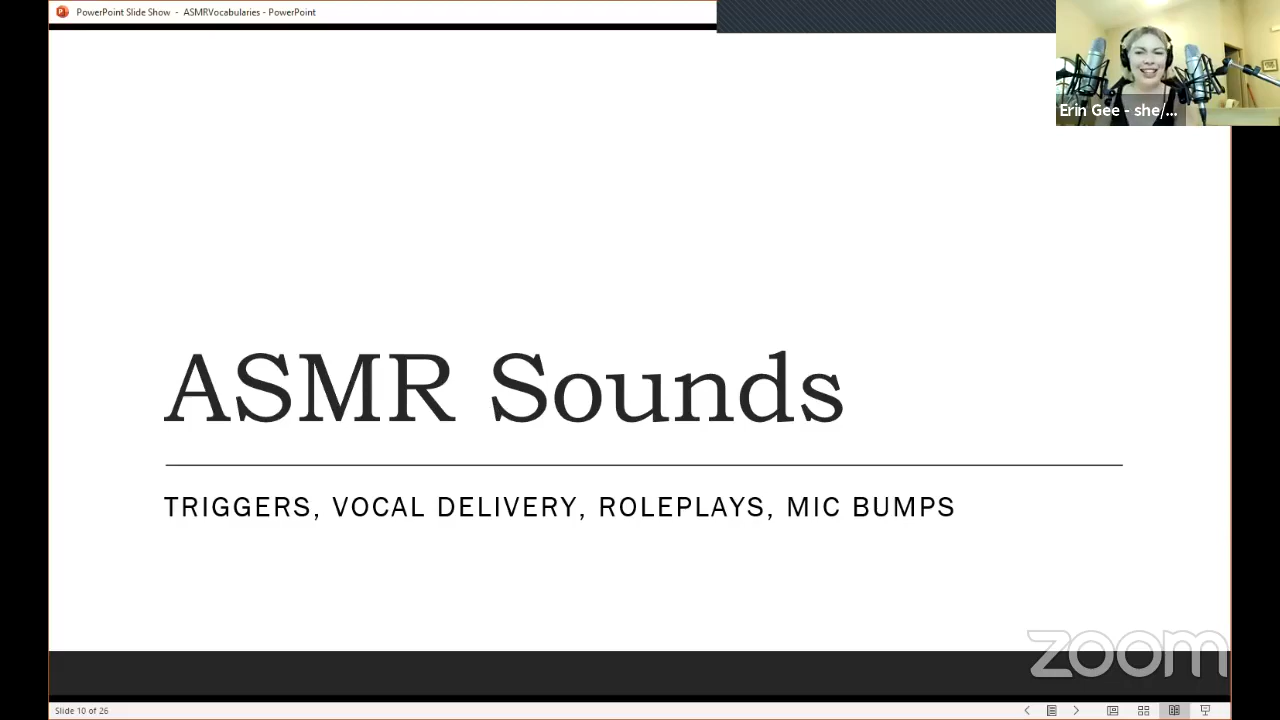 PowerPoint Slide Show - ASMRVocabularies - PowerPoint
Erin Gee - she/...
ASMR Sounds
TRIGGERS, VOCAL DELIVERY, ROLEPLAYS, MIC BUMPS
zoom
Slide 10 of 26